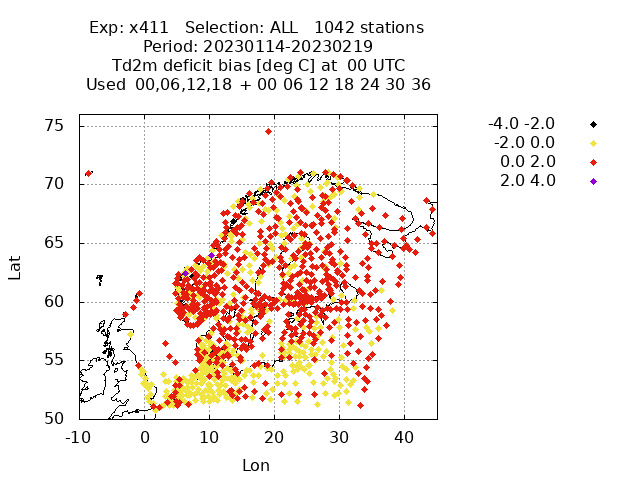 Exp: x411 Selection: ALL 1042 stations
Period: 20230114-20230219
Td2m deficit bias [deg C] at 00 UTC
Used 00,06,12,18 + 00 06 12 18 24 30 36
-4.0 -2.0
-2.0 0.0
0.0 2.0
2.0 4.0
75
70
65
60
55
50
Lat
-10 0 10 20 30 40
Lon